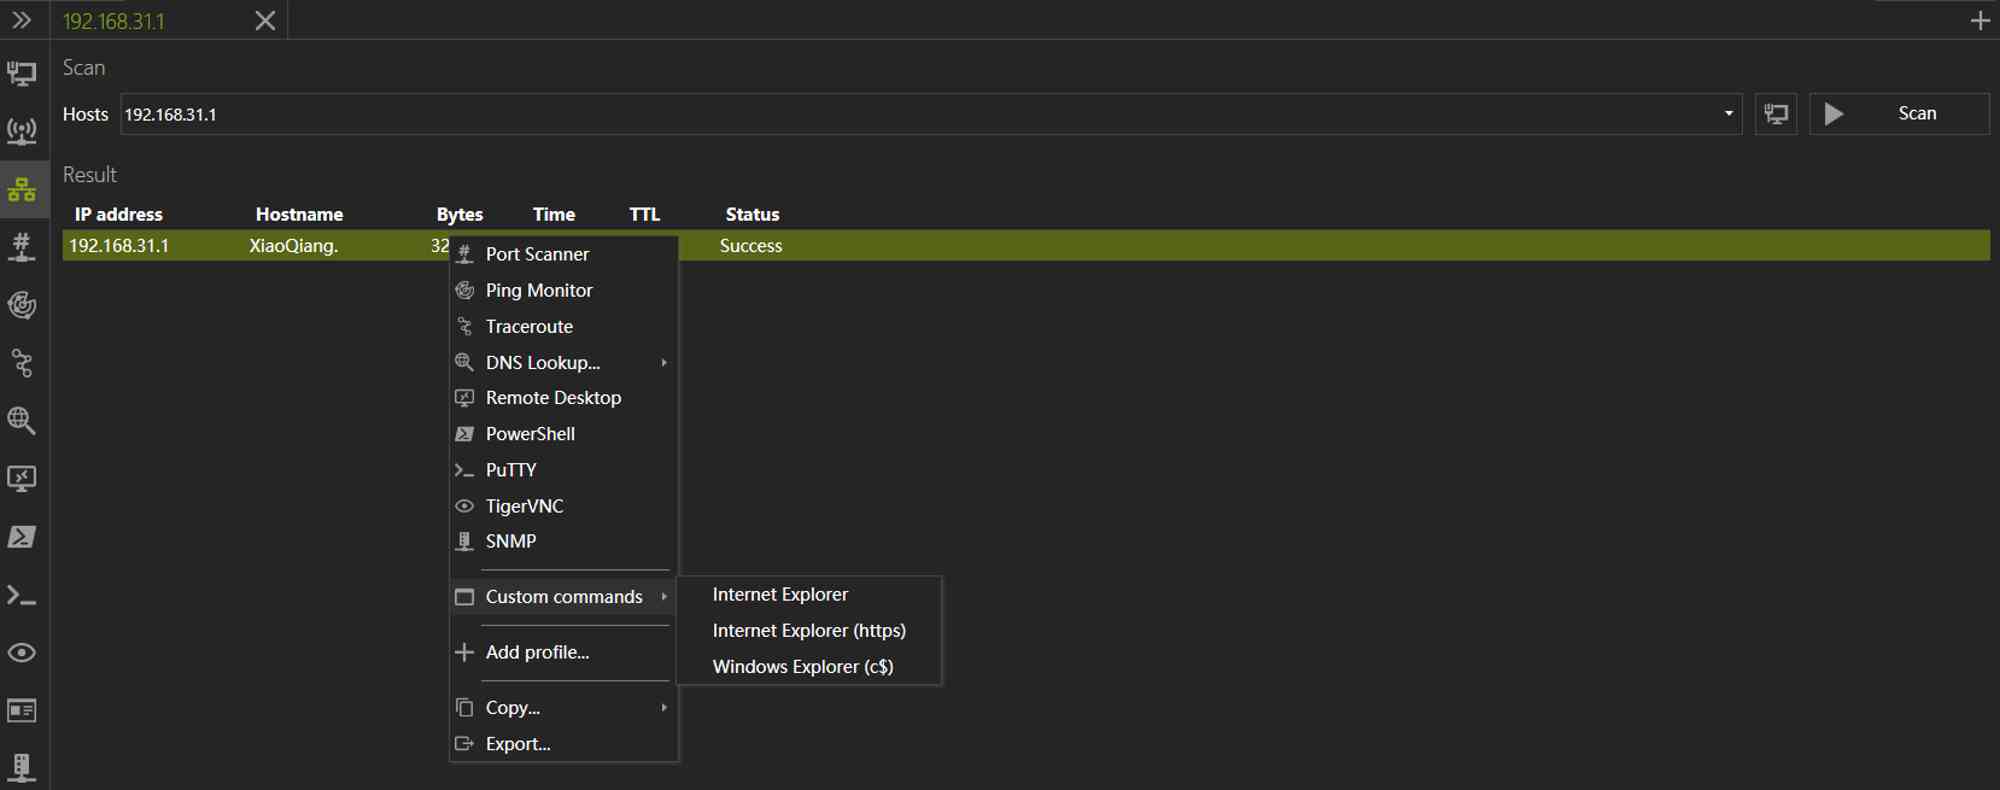 192.168.31.1
Scan
Hosts 192.168.31.1 Scan
Result
IP address Hostname Bytes Time TTL Status
192.168.31.1 XiaoQiang. 32 Success
Port Scanner
Ping Monitor
Traceroute
DNS Lookup...
Remote Desktop
PowerShell
PuTTY
TigerVNC
SNMP
Custom commands
Internet Explorer
Internet Explorer (https)
Windows Explorer (c$)
Add profile...
Copy...
Export...